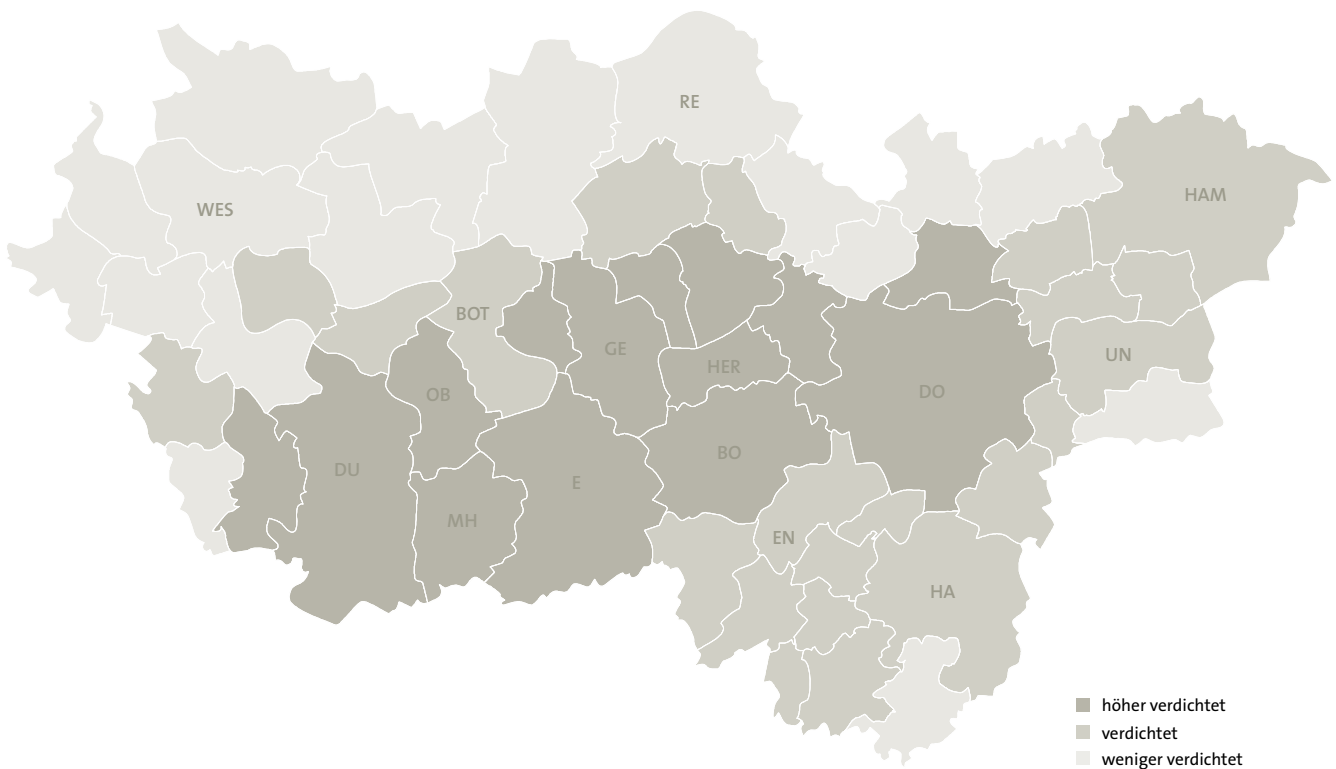 RE
HAM
WES
BOT
GE
HER
UN
OB
DO
BO
DU
E
MH
EN
HA
höher verdichtet
verdichtet
weniger verdichtet